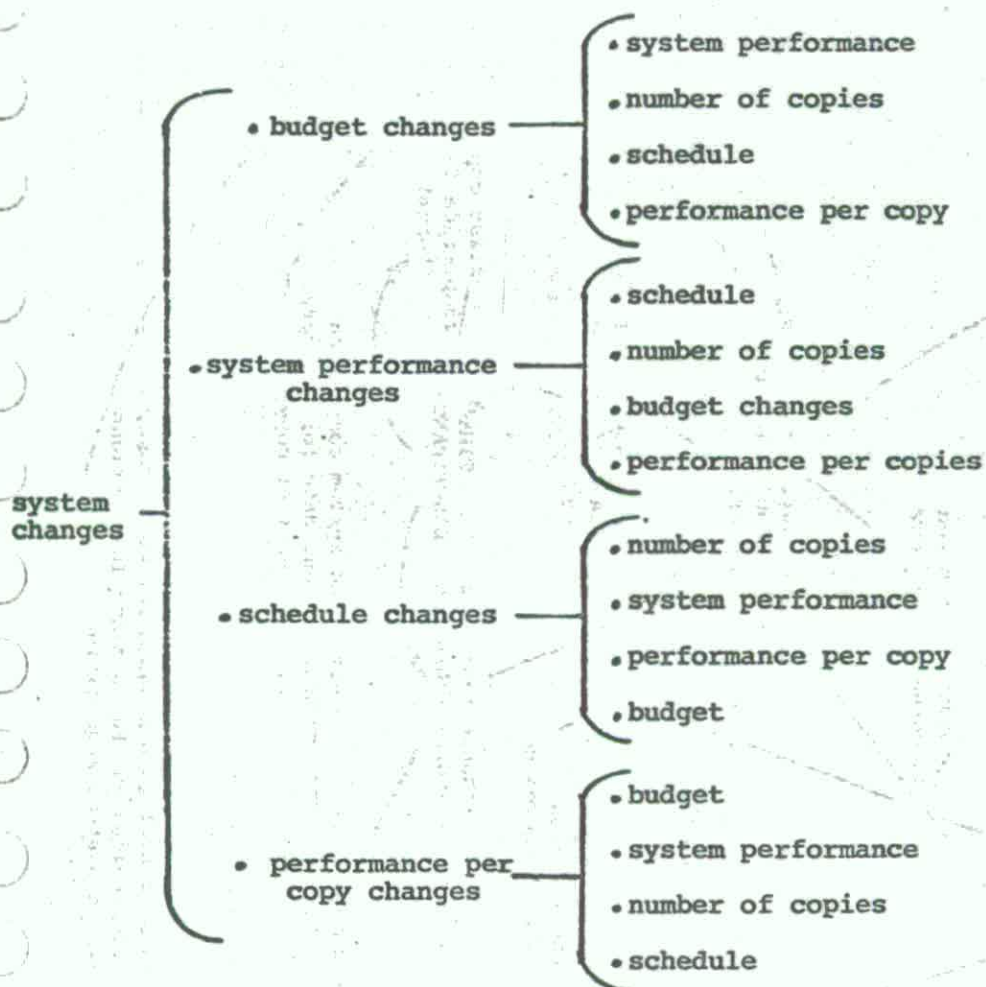 system
changes
• budget changes
• system performance
• number of copies
• schedule
• performance per copy
• system performance
changes
• schedule
• number of copies
• budget changes
• performance per copies
• schedule changes
• number of copies
• system performance
• performance per copy
• budget
• performance per
copy changes
• budget
• system performance
• number of copies
• schedule